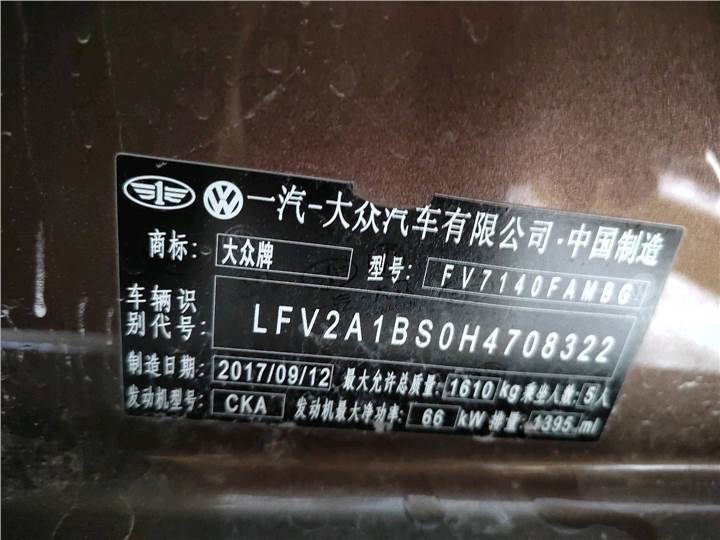 1 VW 一汽-大众汽车有限公司·中国制造
商标: 大众牌 型号: FV7140FAMBG
车辆识别代号: LFV2A1BS0H4708322
制造日期: 2017/09/12 最大允许总质量: 1610 kg 乘坐人数: 5人
发动机型号: CKA 发动机最大净功率: 66 kW 排量: 1395 ml